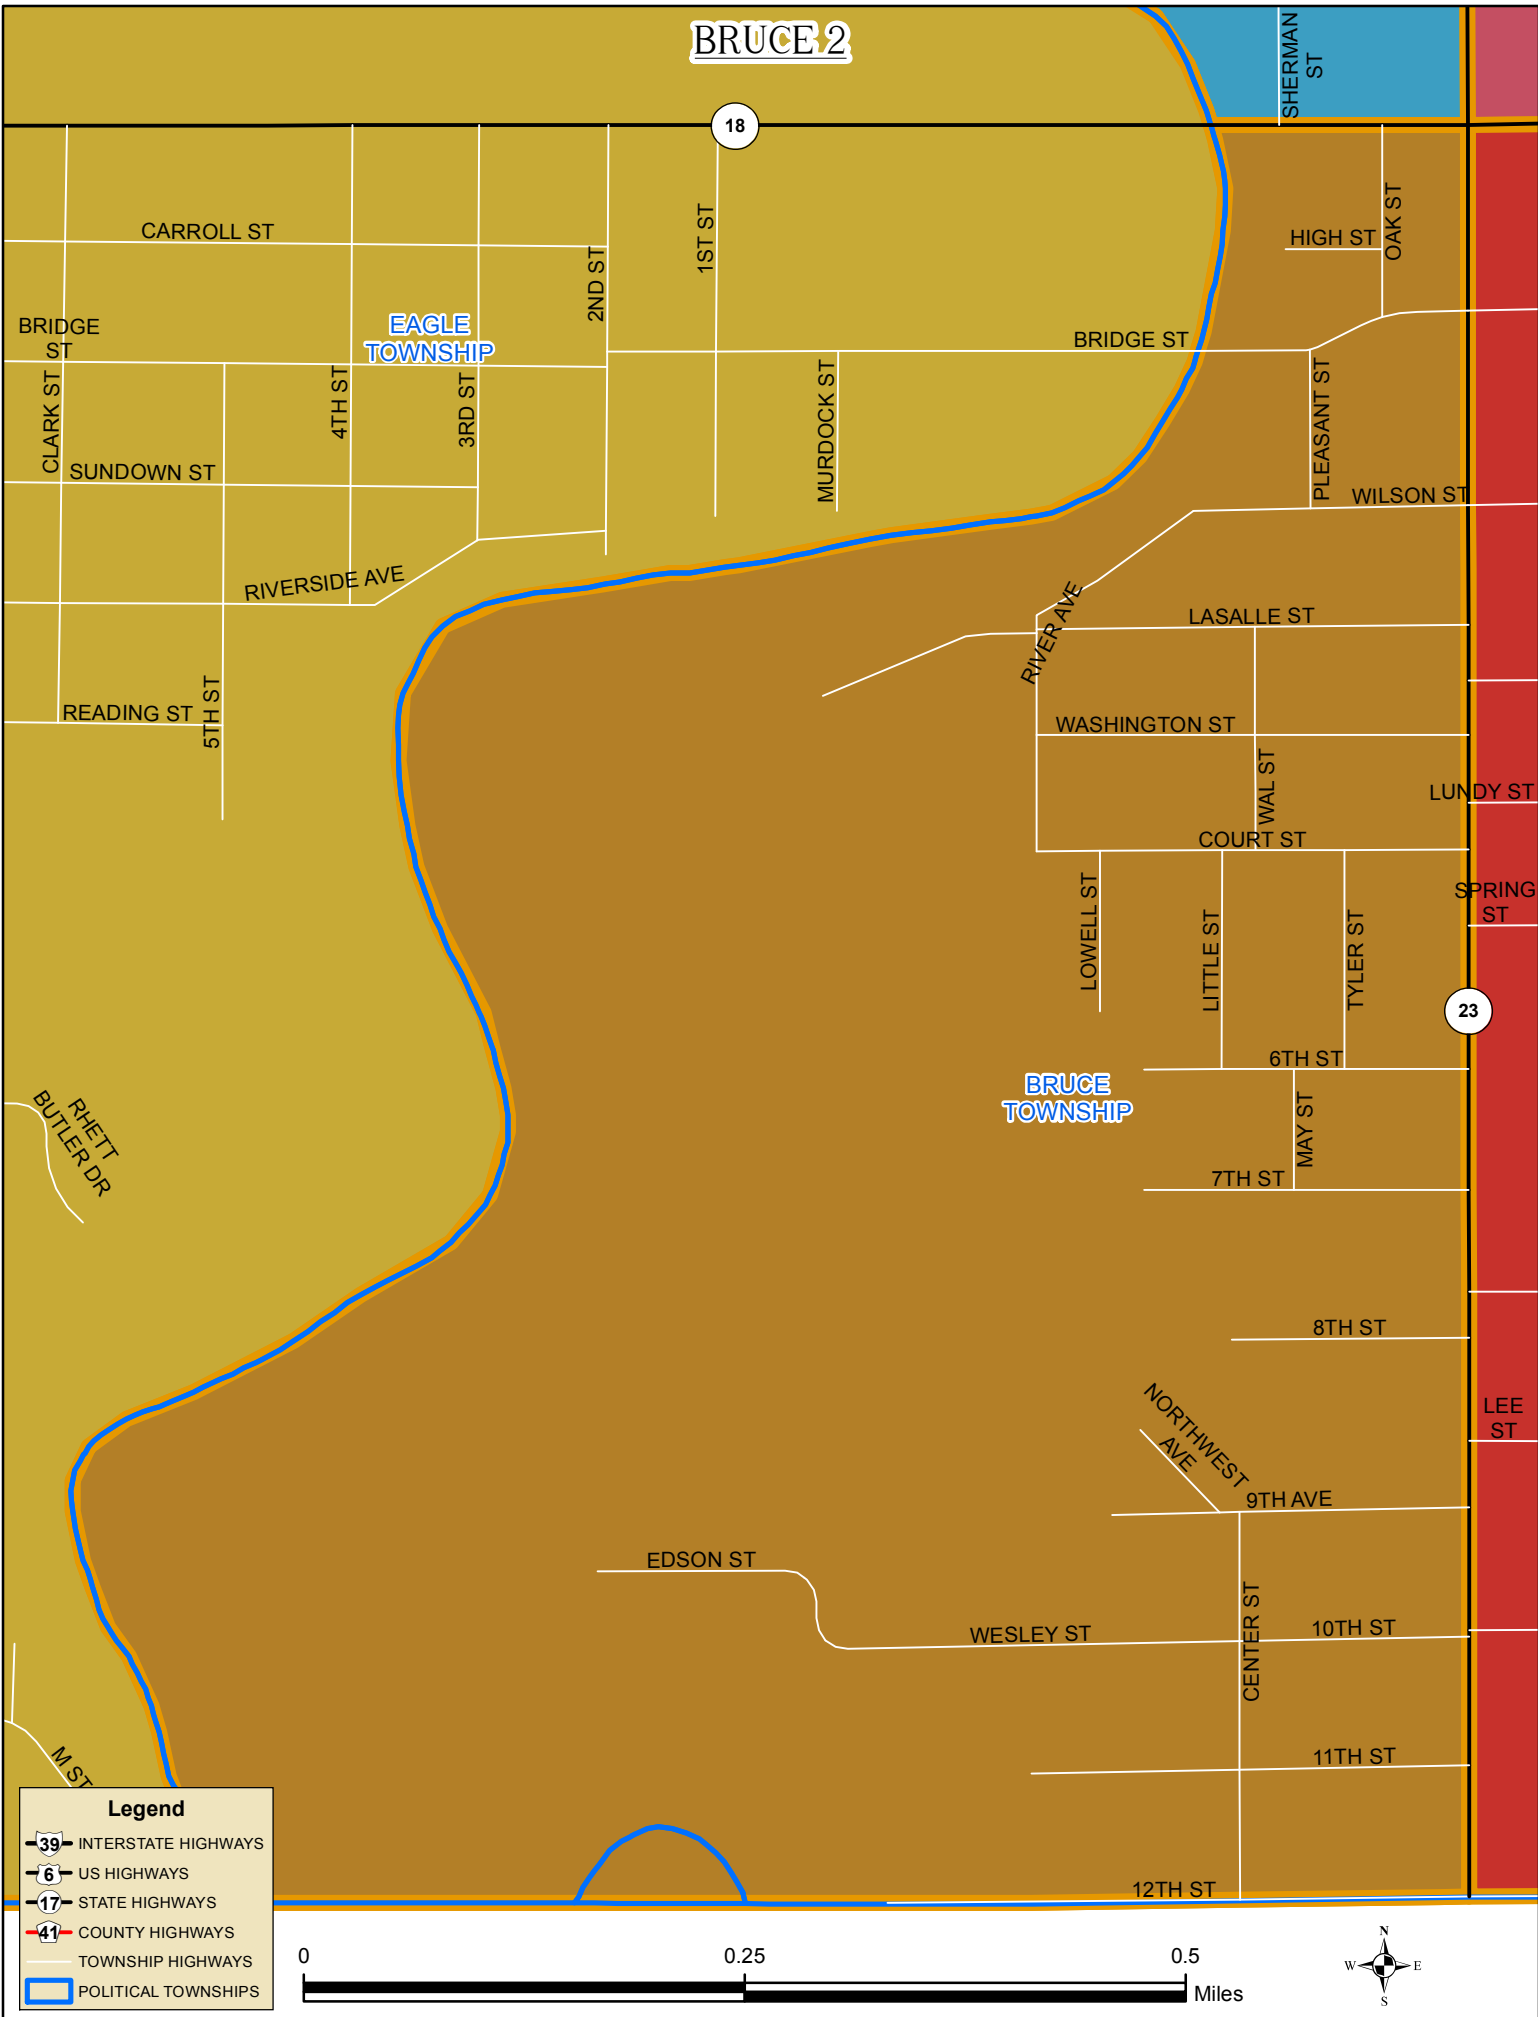 BRUCE 2
SHERMAN
ST
18
CARROLL ST
2ND ST
1ST ST
HIGH ST
OAK ST
BRIDGE
ST
EAGLE
TOWNSHIP
BRIDGE ST
CLARK ST
4TH ST
3RD ST
MURDOCK ST
PLEASANT ST
SUNDOWN ST
WILSON ST
RIVERSIDE AVE
RIVER AVE
LASALLE ST
READING ST
5TH ST
WASHINGTON ST
WAL ST
LUNDY ST
COURT ST
LOWELL ST
LITTLE ST
TYLER ST
SPRING
ST
23
6TH ST
BRUCE
TOWNSHIP
MAY ST
RHETT
BUTLER DR
7TH ST
8TH ST
NORTHWEST
AVE
LEE
ST
9TH AVE
EDSON ST
CENTER ST
WESLEY ST
10TH ST
M ST
11TH ST
12TH ST
Legend
39 INTERSTATE HIGHWAYS
6 US HIGHWAYS
17 STATE HIGHWAYS
41 COUNTY HIGHWAYS
TOWNSHIP HIGHWAYS
POLITICAL TOWNSHIPS
0 0.25 0.5
Miles
N
W E
S